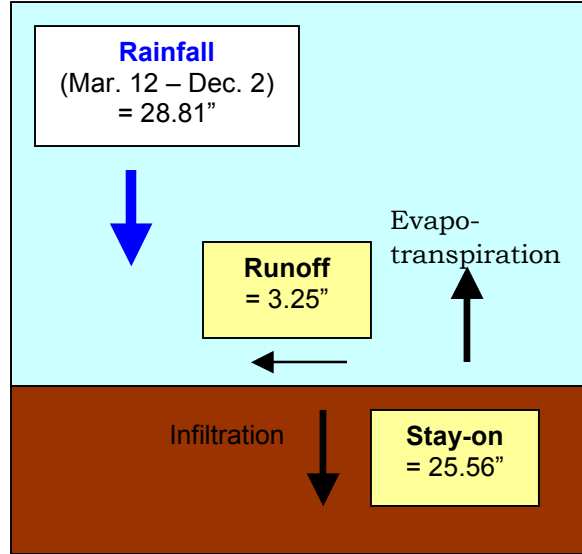 Rainfall
(Mar. 12 – Dec. 2)
= 28.81”
Evapo-
transpiration
Runoff
= 3.25”
Infiltration
Stay-on
= 25.56”